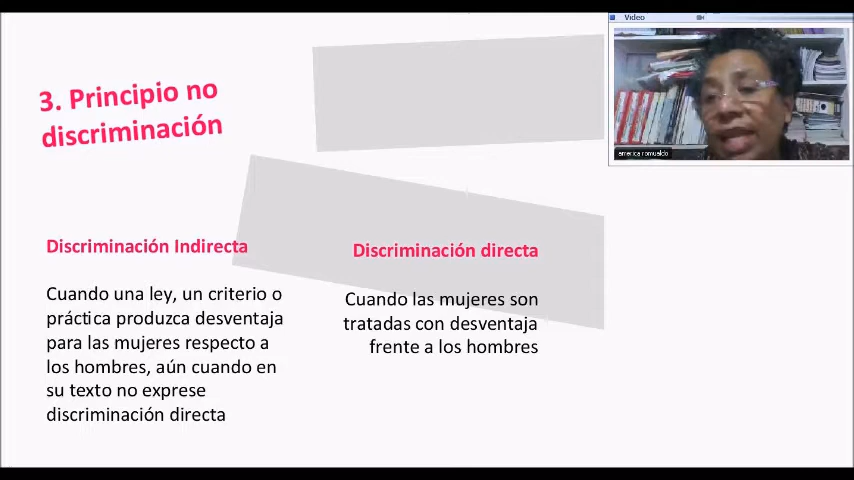 Video
america romualdo
3. Principio no
discriminación
Discriminación Indirecta
Cuando una ley, un criterio o
práctica produzca desventaja
para las mujeres respecto a
los hombres, aún cuando en
su texto no exprese
discriminación directa
Discriminación directa
Cuando las mujeres son
tratadas con desventaja
frente a los hombres